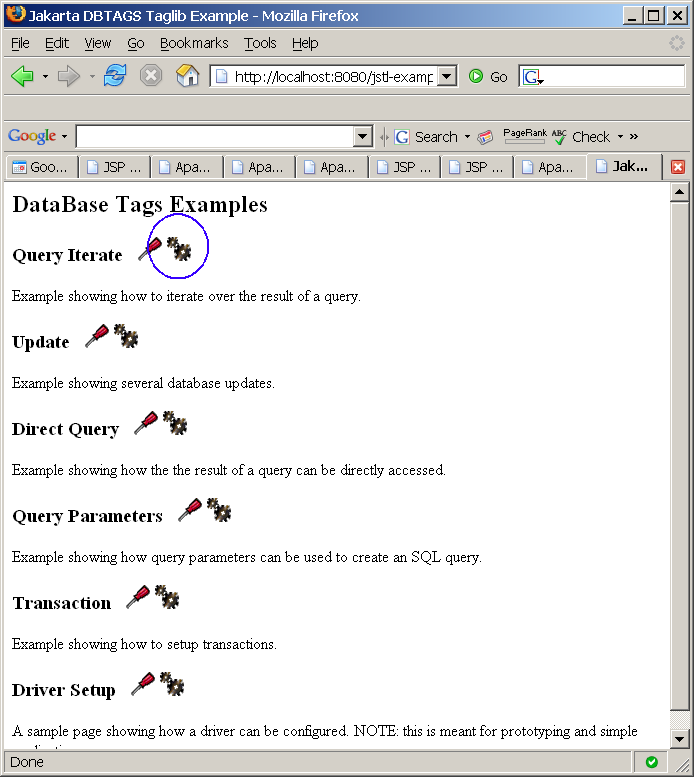 Jakarta DBTAGS Taglib Example - Mozilla Firefox
File Edit View Go Bookmarks Tools Help
http://localhost:8080/jstl-examp Go G
Google G Search PageRank ABC Check »
Goo... JSP ... Apa... Apa... Apa... JSP ... JSP ... Apa... Jak...
DataBase Tags Examples
Query Iterate
Example showing how to iterate over the result of a query.
Update
Example showing several database updates.
Direct Query
Example showing how the the result of a query can be directly accessed.
Query Parameters
Example showing how query parameters can be used to create an SQL query.
Transaction
Example showing how to setup transactions.
Driver Setup
A sample page showing how a driver can be configured. NOTE: this is meant for prototyping and simple
Done